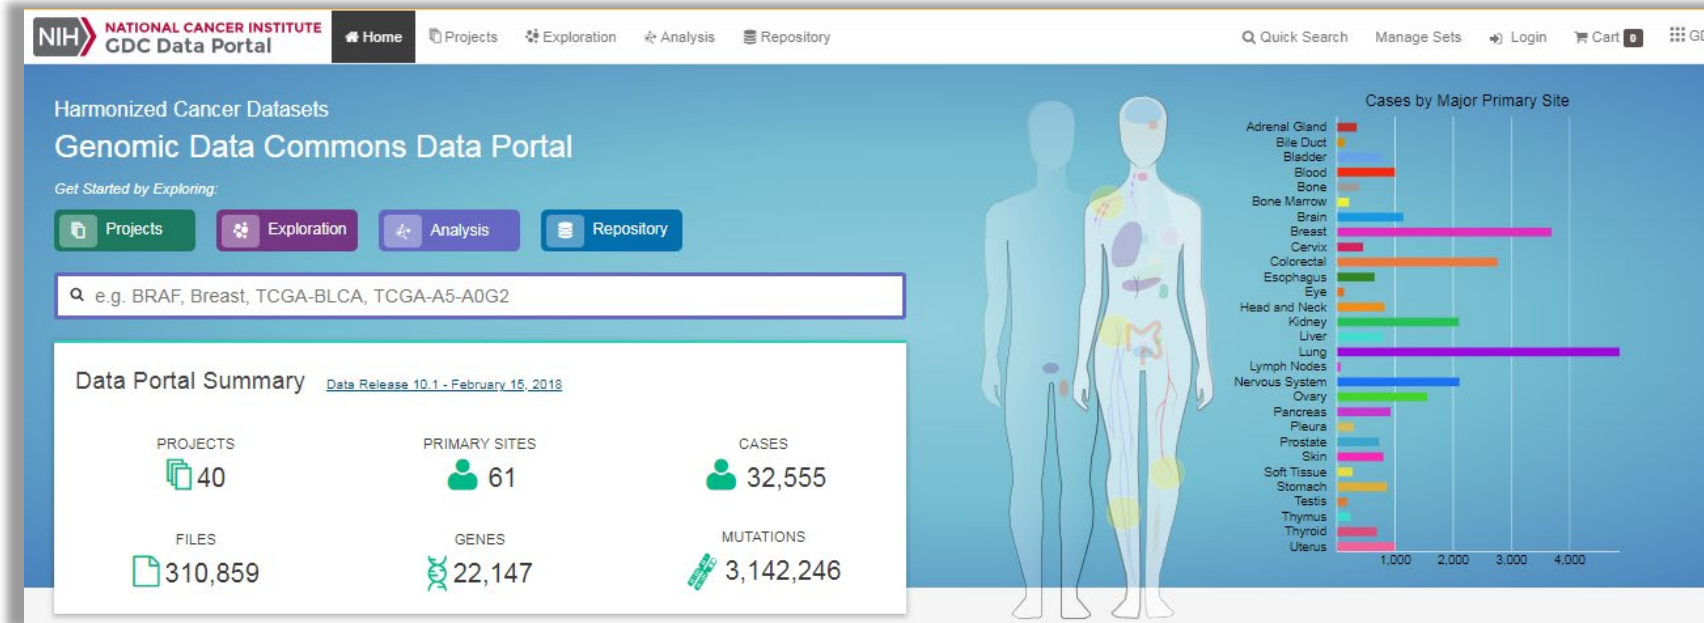 NIH NATIONAL CANCER INSTITUTE
GDC Data Portal
Home Projects Exploration Analysis Repository
Quick Search Manage Sets Login Cart 0
Harmonized Cancer Datasets
Genomic Data Commons Data Portal
Get Started by Exploring:
Projects Exploration Analysis Repository
e.g. BRAF, Breast, TCGA-BLCA, TCGA-A5-A0G2
Data Portal Summary Data Release 10.1 - February 15, 2018
PROJECTS PRIMARY SITES CASES
40 61 32,555
FILES GENES MUTATIONS
310,859 22,147 3,142,246
Cases by Major Primary Site
Adrenal Gland
Bile Duct
Bladder
Blood
Bone
Bone Marrow
Brain
Breast
Cervix
Colorectal
Esophagus
Eye
Head and Neck
Kidney
Liver
Lung
Lymph Nodes
Nervous System
Ovary
Pancreas
Pleura
Prostate
Skin
Soft Tissue
Stomach
Testis
Thymus
Thyroid
Uterus
1,000 2,000 3,000 4,000